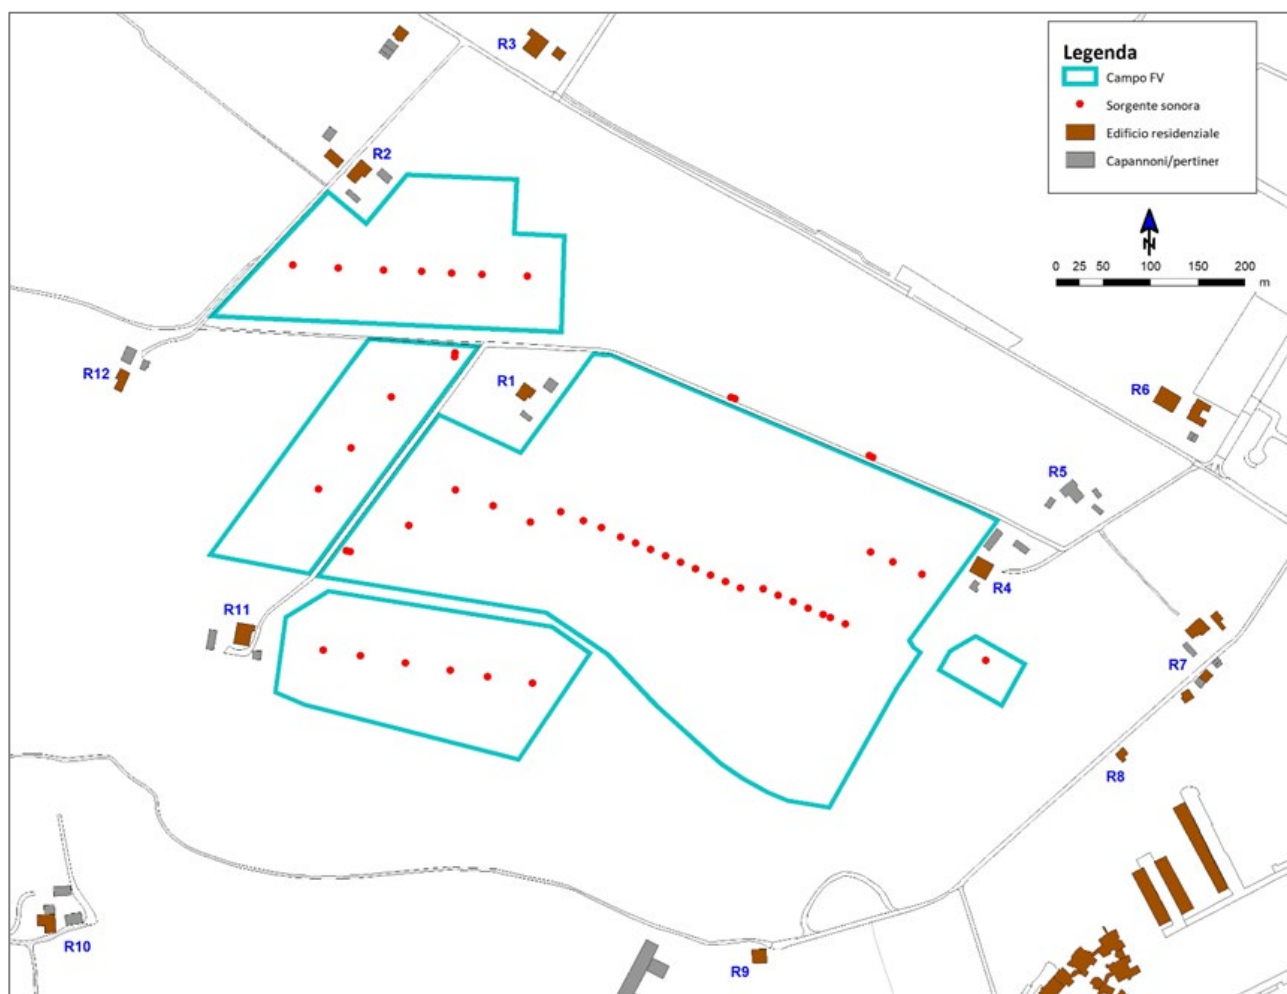 R3
Legenda
Campo FV
Sorgente sonora
Edificio residenziale
Capannoni/pertiner
R2
N
0 25 50 100 150 200
m
R12
R1
R6
R5
R4
R11
R7
R8
R10
R9